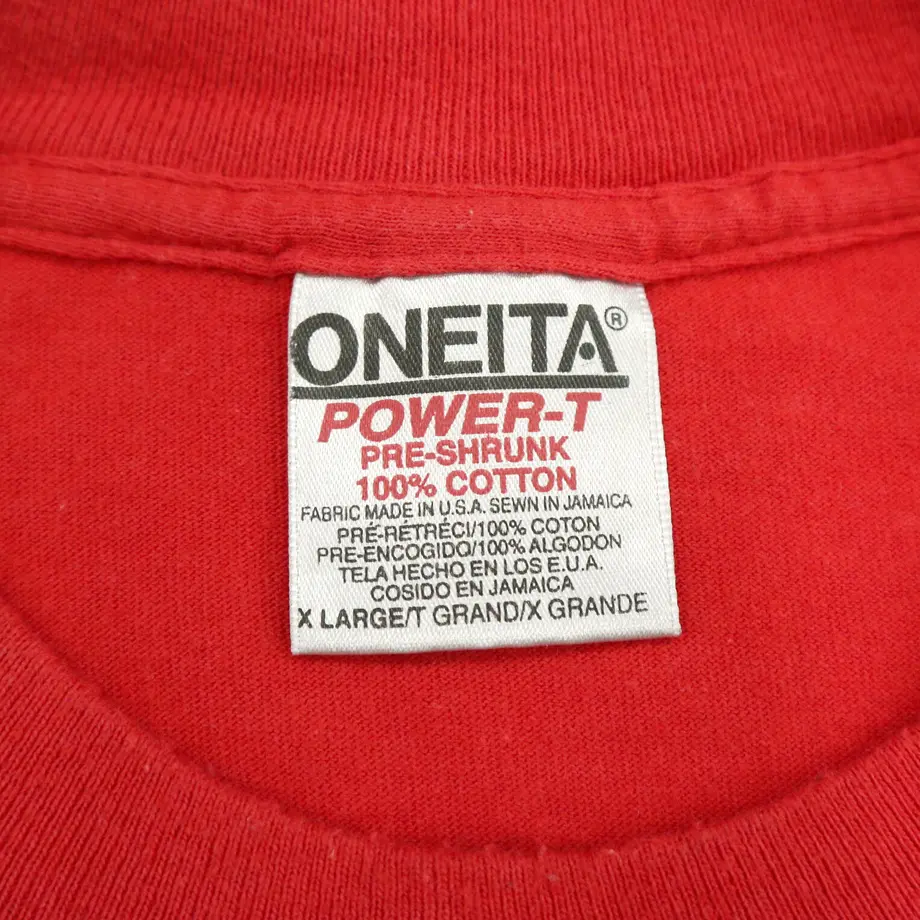 ONEITA®
POWER-T
PRE-SHRUNK
100% COTTON
FABRIC MADE IN U.S.A. SEWN IN JAMAICA
PRÉ-RÉTRÉCI/100% COTON
PRE-ENCOGIDO/100% ALGODON
TELA HECHO EN LOS E.U.A.
COSIDO EN JAMAICA
X LARGE/T GRAND/X GRANDE